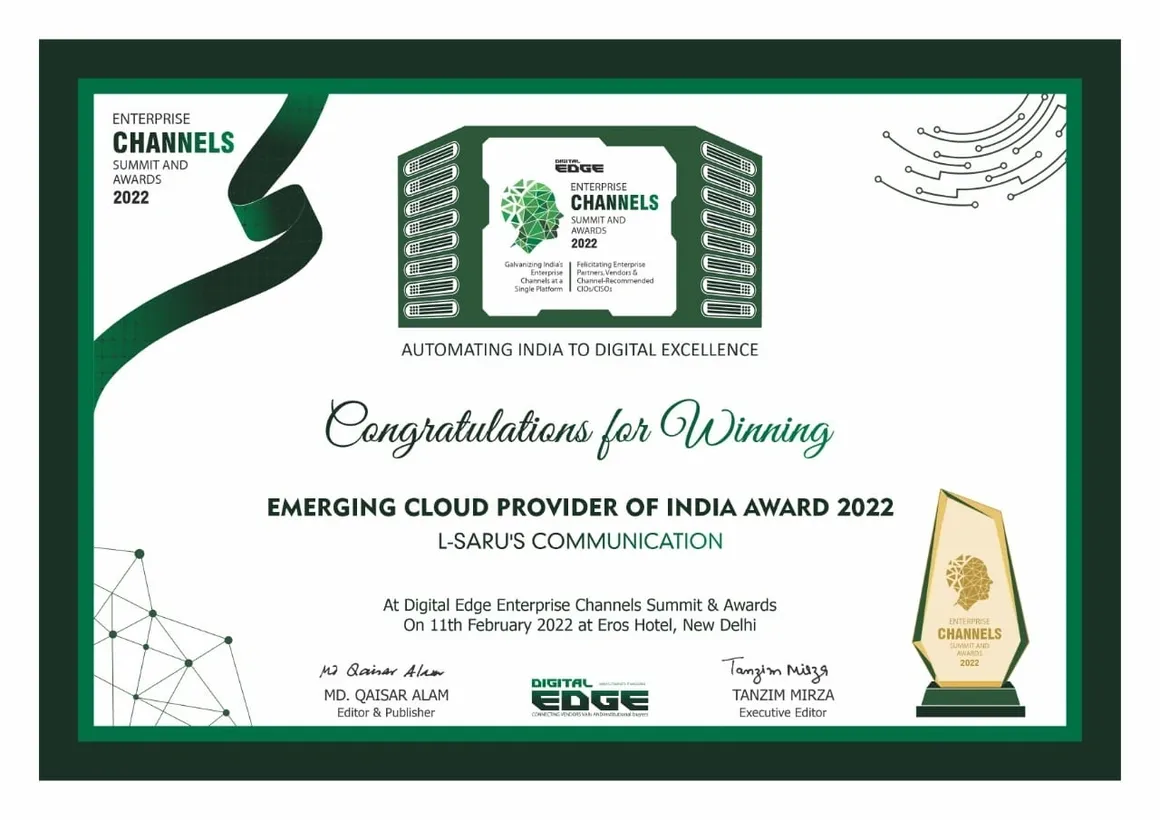 ENTERPRISE
CHANNELS
SUMMIT AND
AWARDS
2022
DIGITAL
EDGE
ENTERPRISE
CHANNELS
SUMMIT AND
AWARDS
2022
Galvanizing India's
Enterprise
Channels at a
Single Platform
Felicitating Enterprise
Partners, Vendors &
Channel-Recommended
CIOs/CISOs
AUTOMATING INDIA TO DIGITAL EXCELLENCE
Congratulations for Winning
EMERGING CLOUD PROVIDER OF INDIA AWARD 2022
L-SARU'S COMMUNICATION
At Digital Edge Enterprise Channels Summit & Awards
On 11th February 2022 at Eros Hotel, New Delhi
Md Qaisar Alam
MD. QAISAR ALAM
Editor & Publisher
DIGITAL
EDGE
CONNECTING VENDORS VARs AND Institutional buyers
Tanzim Mirza
TANZIM MIRZA
Executive Editor
ENTERPRISE
CHANNELS
SUMMIT AND
AWARDS
2022